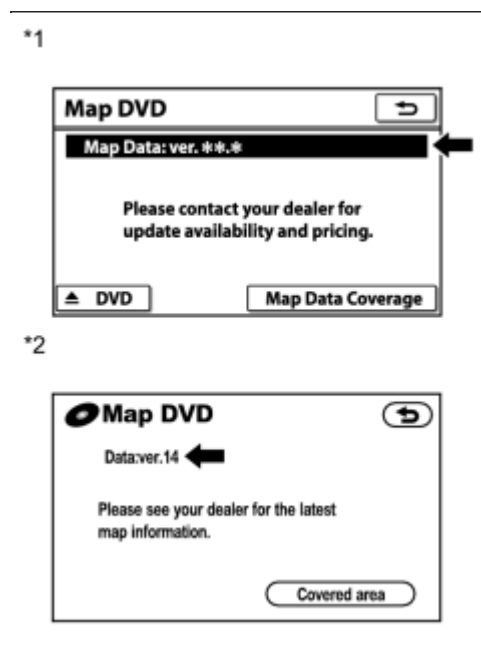 *1
Map DVD
Map Data: ver. **.*
Please contact your dealer for
update availability and pricing.
DVD
Map Data Coverage
*2
Map DVD
Data:ver.14
Please see your dealer for the latest
map information.
Covered area